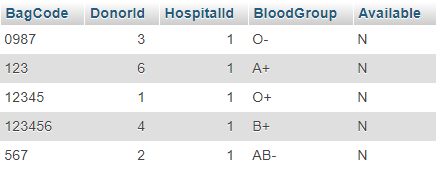 BagCode DonorId HospitalId BloodGroup Available
0987 3 1 O- N
123 6 1 A+ N
12345 1 1 O+ N
123456 4 1 B+ N
567 2 1 AB- N